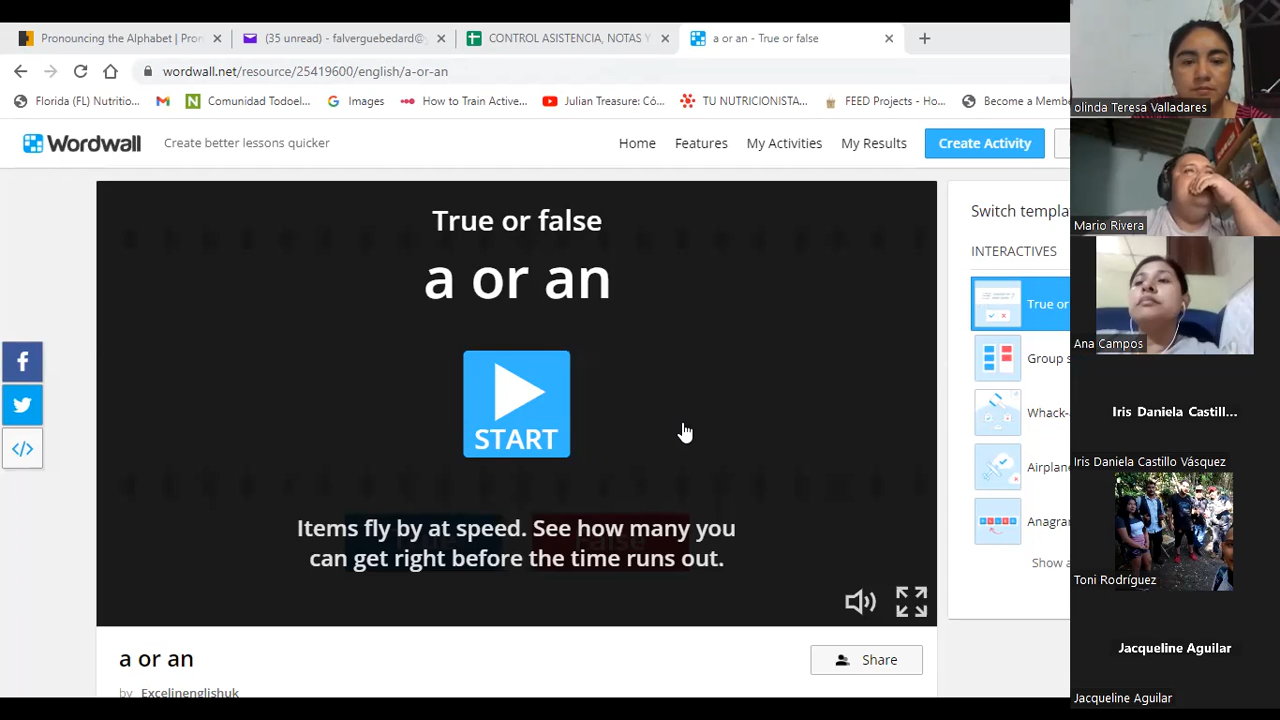 Pronouncing the Alphabet | Pron
(35 unread) - falverguebedard@
CONTROL ASISTENCIA, NOTAS Y
a or an - True or false
wordwall.net/resource/25419600/english/a-or-an
Florida (FL) Nutritio...
Comunidad Todoel...
Images
How to Train Active...
Julian Treasure: Có...
TU NUTRICIONISTA...
FEED Projects - Ho...
Become a Membe
Wordwall
Create better lessons quicker
Home
Features
My Activities
My Results
Create Activity
True or false
a or an
START
Items fly by at speed. See how many you
can get right before the time runs out.
Switch templa
INTERACTIVES
True or
Group s
Whack-
Airplane
Anagra
Show a
a or an
Share
by Excelinenglishuk
olinda Teresa Valladares
Mario Rivera
Ana Campos
Iris Daniela Castill...
Iris Daniela Castillo Vásquez
Toni Rodríguez
Jacqueline Aguilar
Jacqueline Aguilar